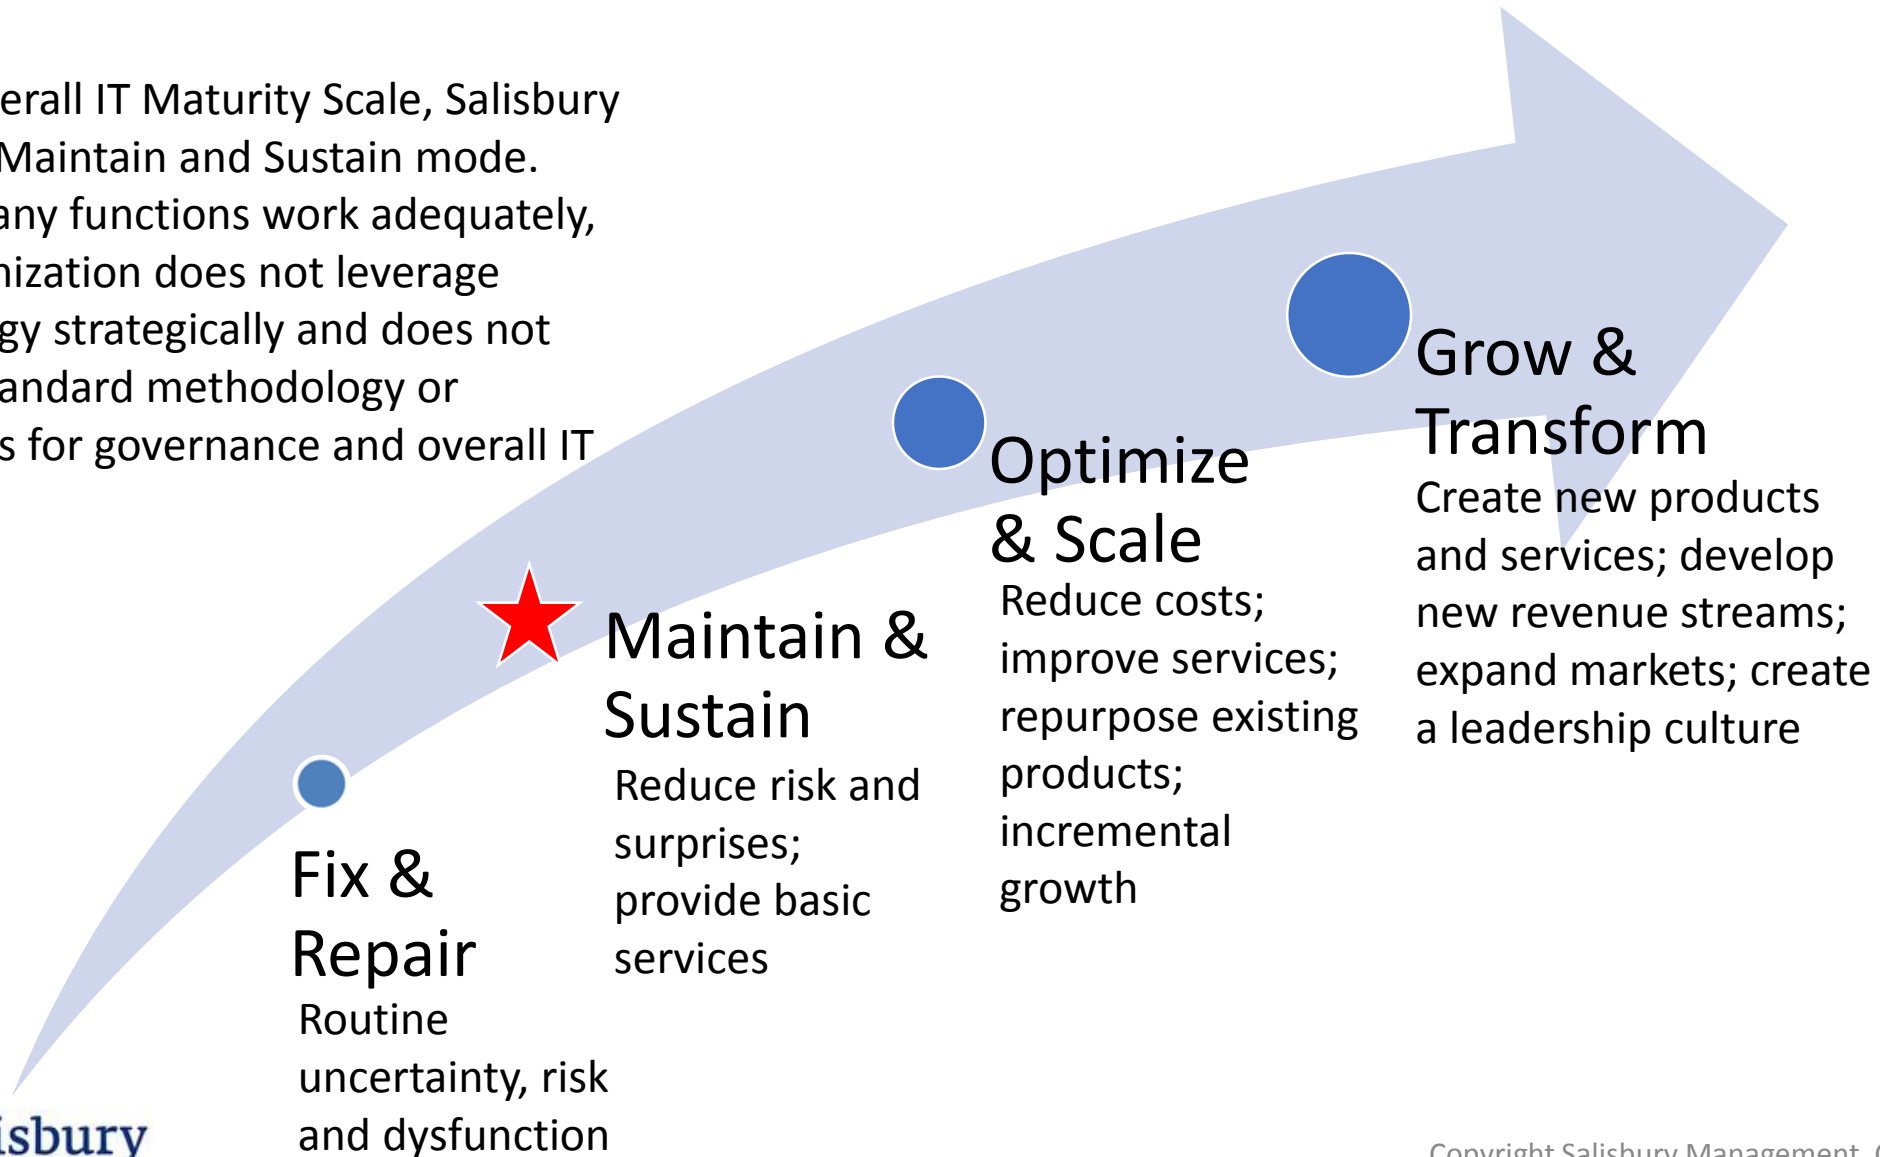 erall IT Maturity Scale, Salisbury
Maintain and Sustain mode.
any functions work adequately,
nization does not leverage
gy strategically and does not
andard methodology or
s for governance and overall IT
Grow &
Transform
Create new products
and services; develop
new revenue streams;
expand markets; create
a leadership culture
Optimize
& Scale
Reduce costs;
improve services;
repurpose existing
products;
incremental
growth
Maintain &
Sustain
Reduce risk and
surprises;
provide basic
services
Fix &
Repair
Routine
uncertainty, risk
and dysfunction
isbury
Copyright Salisbury Management,